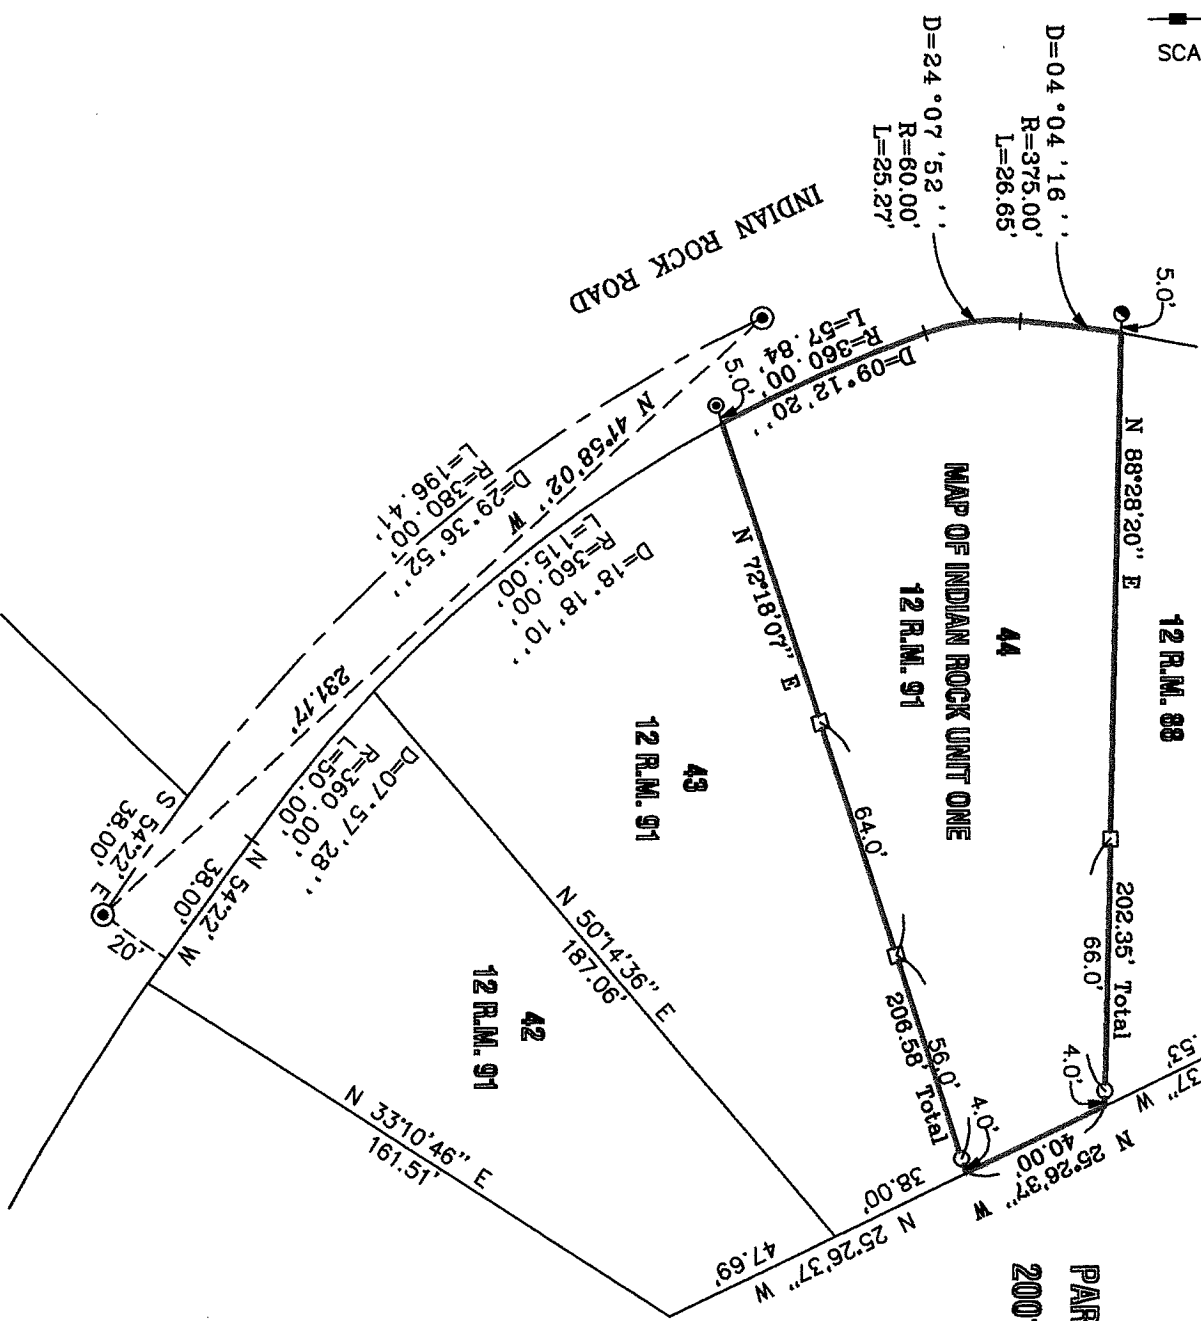 SCA
D=04°04'16''
R=375.00'
L=26.65'
D=24°07'52''
R=60.00'
L=25.27'
5.0'
INDIAN ROCK ROAD
D=09°12'20''
R=360.00'
L=57.84'
5.0'
N 88°28'20" E
202.35' Total
66.0'
4.0'
12 R.M. 88
44
MAP OF INDIAN ROCK UNIT ONE
12 R.M. 91
N 72°18'07" E
64.0'
56.0'
206.58' Total
4.0'
.53'
37" W
N 25°26'37" W
40.00'
N 41°58'02'' W
231.17'
D=29°36'52''
R=380.00'
L=196.41'
D=18°18'10''
R=360.00'
L=115.00'
43
12 R.M. 91
N 50°14'36" E
187.06'
38.00'
N 25°26'37" W
47.69'
D=07°57'28''
R=360.00'
L=50.00'
N 54°22' W
38.00'
S 54°22' E
38.00'
20'
42
12 R.M. 91
N 33°10'46" E
161.51'
PAR
200